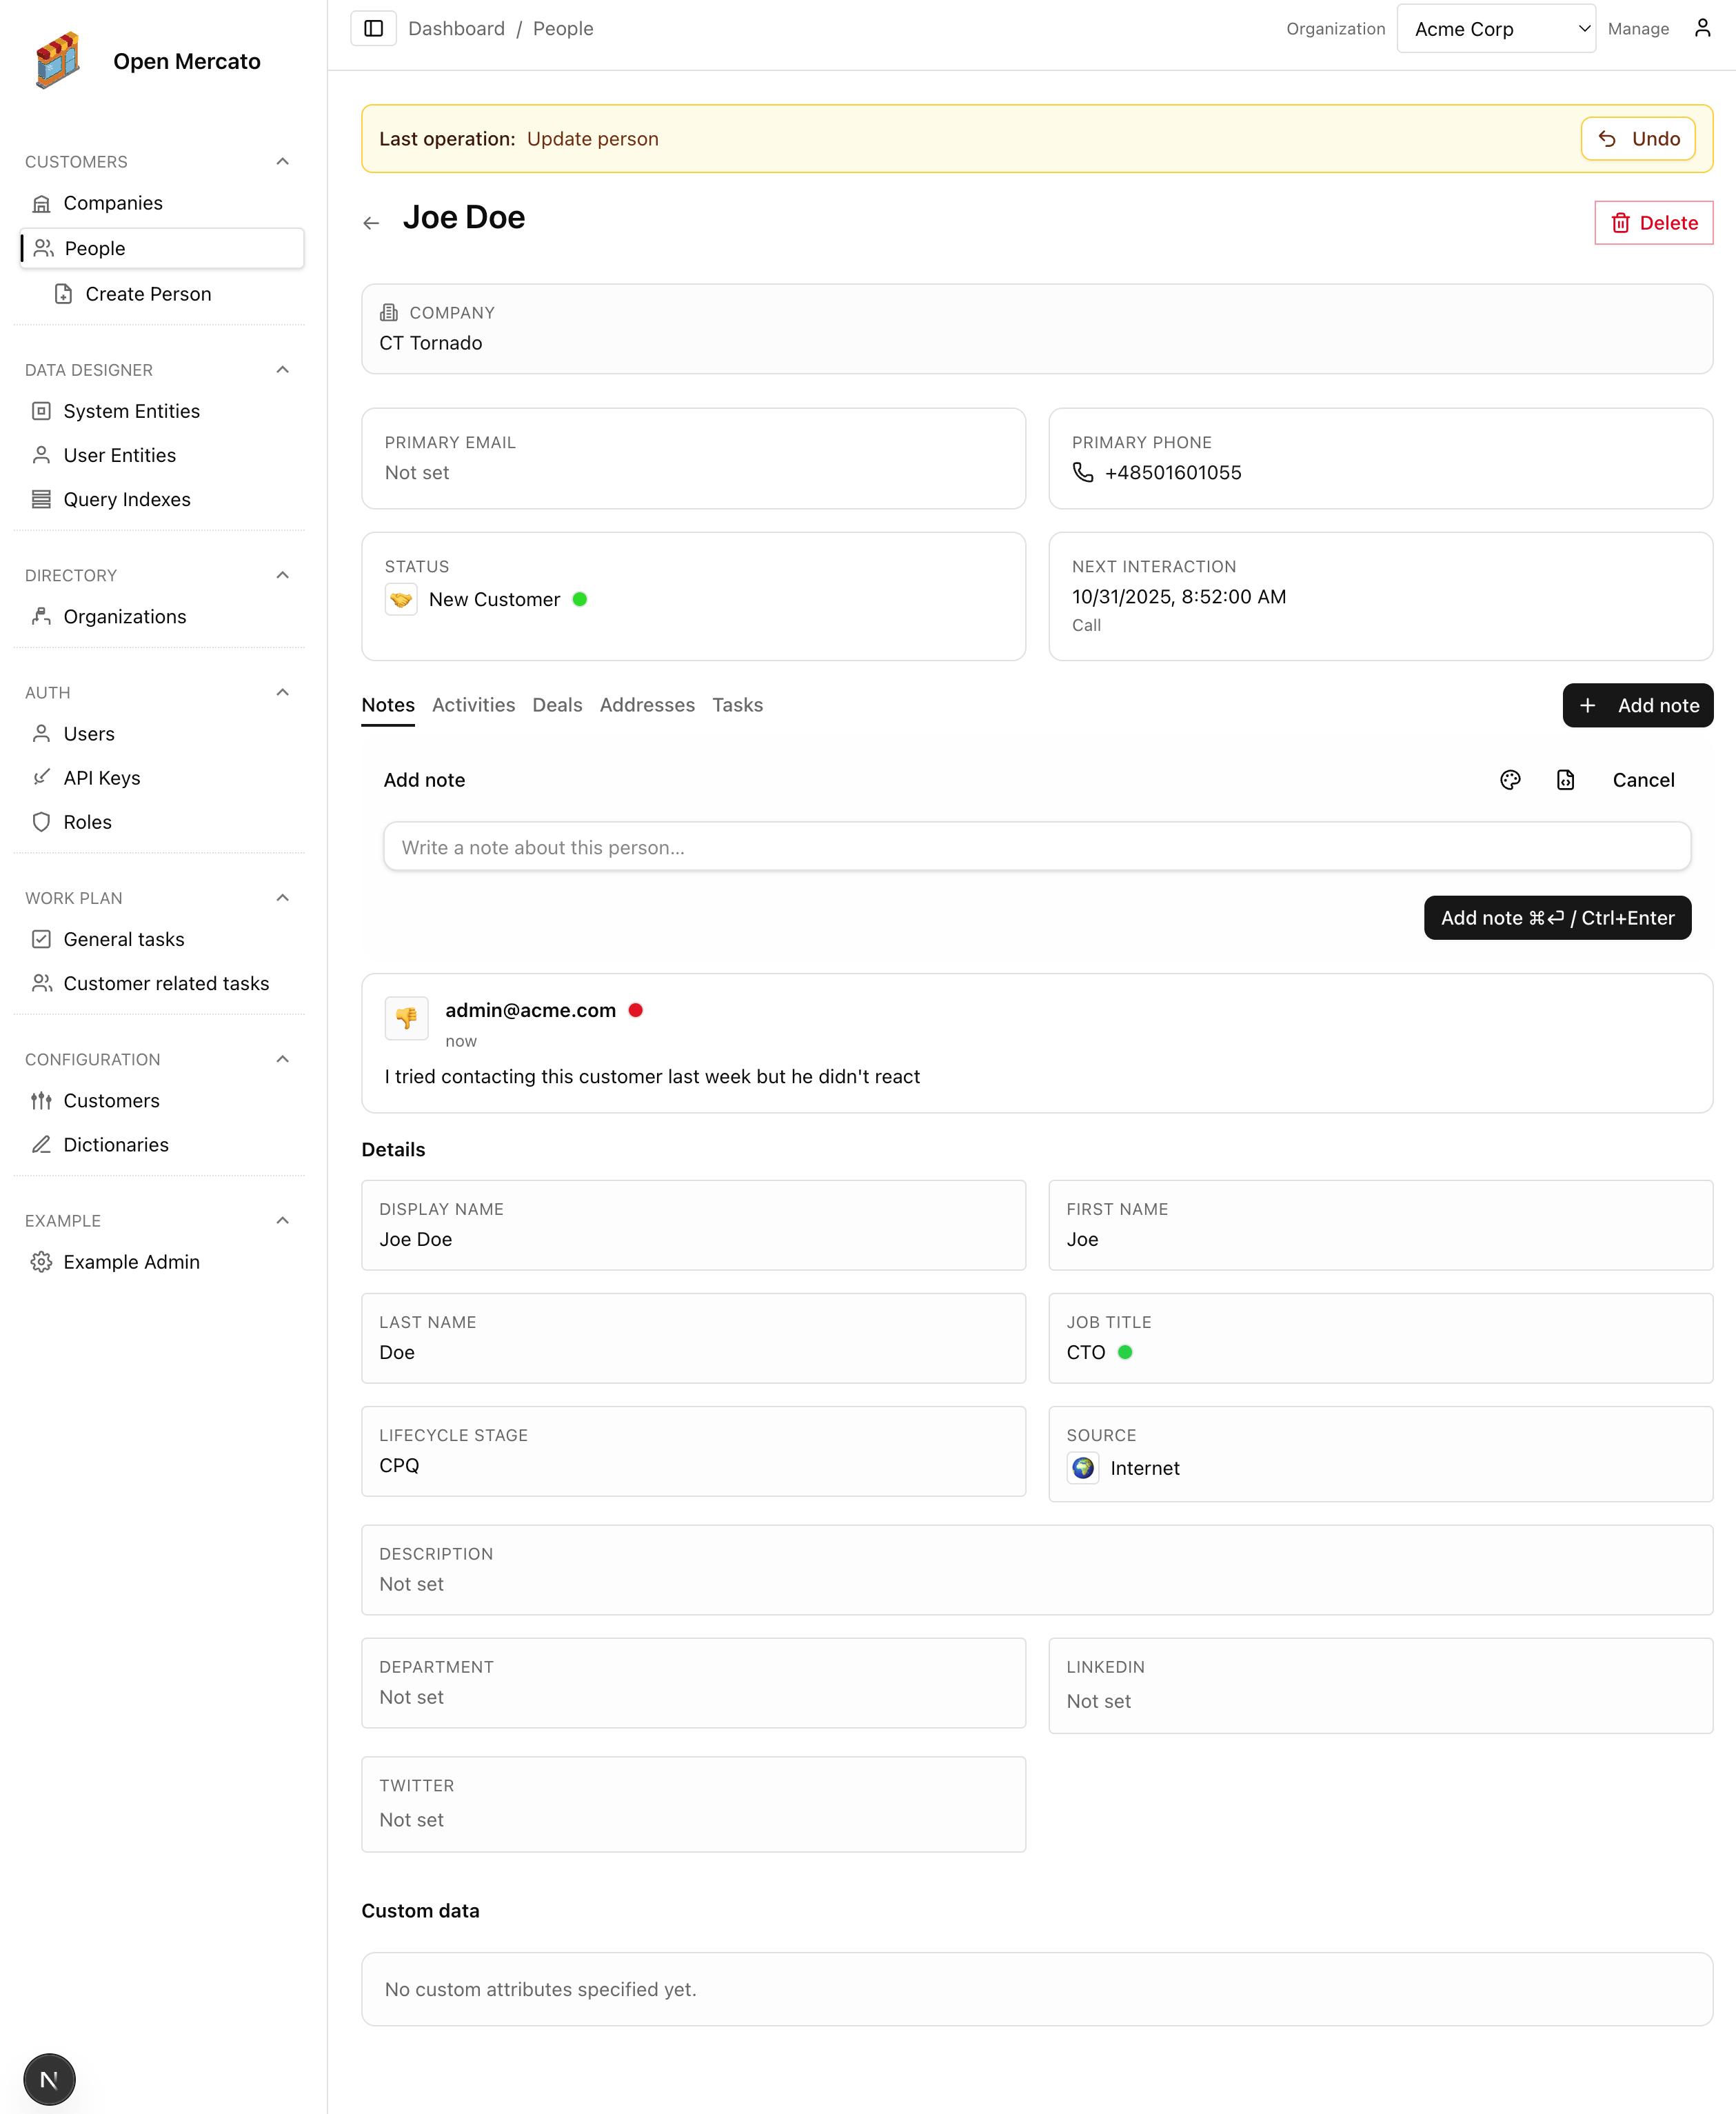 Open Mercato
CUSTOMERS
Companies
People
Create Person
DATA DESIGNER
System Entities
User Entities
Query Indexes
DIRECTORY
Organizations
AUTH
Users
API Keys
Roles
WORK PLAN
General tasks
Customer related tasks
CONFIGURATION
Customers
Dictionaries
EXAMPLE
Example Admin
N
Dashboard / People
Organization Acme Corp Manage
Last operation: Update person
Undo
Joe Doe
Delete
COMPANY
CT Tornado
PRIMARY EMAIL
Not set
PRIMARY PHONE
+48501601055
STATUS
New Customer
NEXT INTERACTION
10/31/2025, 8:52:00 AM
Call
Notes Activities Deals Addresses Tasks
+ Add note
Add note
Cancel
Write a note about this person...
Add note ⌘⏎ / Ctrl+Enter
admin@acme.com
now
I tried contacting this customer last week but he didn't react
Details
DISPLAY NAME
Joe Doe
FIRST NAME
Joe
LAST NAME
Doe
JOB TITLE
CTO
LIFECYCLE STAGE
CPQ
SOURCE
Internet
DESCRIPTION
Not set
DEPARTMENT
Not set
LINKEDIN
Not set
TWITTER
Not set
Custom data
No custom attributes specified yet.